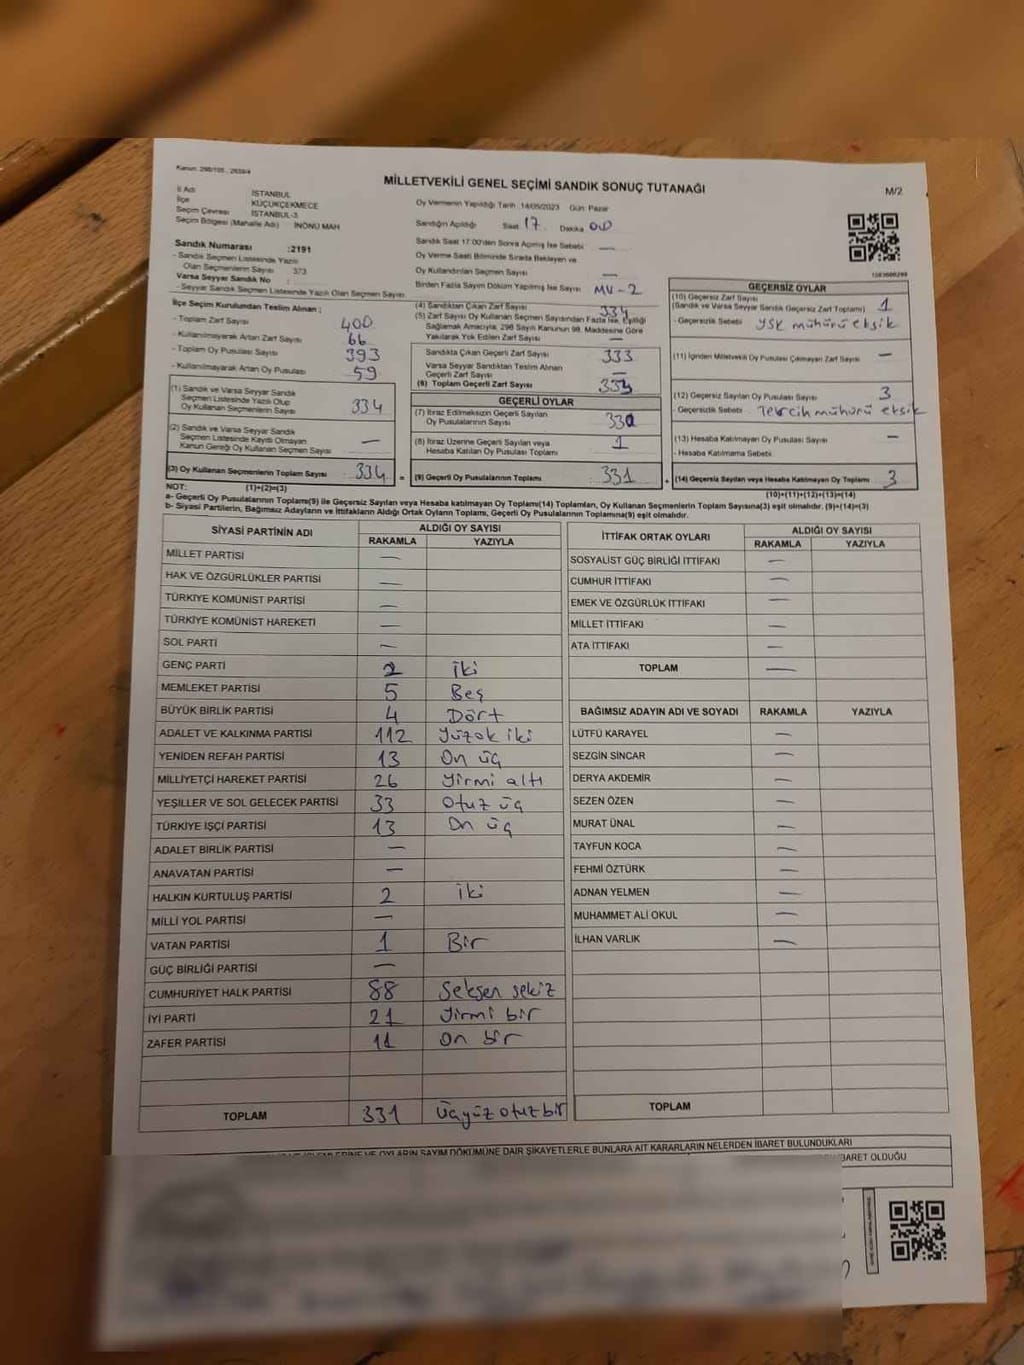 Kanun: 298/105, 2839/4
MİLLETVEKİLİ GENEL SEÇİMİ SANDIK SONUÇ TUTANAĞI
M/2
İl Adı İSTANBUL
İlçe KÜÇÜKÇEKMECE
Seçim Çevresi İSTANBUL-3
Seçim Bölgesi (Mahalle Adı) İNÖNÜ MAH
Sandık Numarası :2191
- Sandık Seçmen Listesinde Yazılı
Olan Seçmenlerin Sayısı 373
Varsa Seyyar Sandık No :
- Seyyar Sandık Seçmen Listesinde Yazılı Olan Seçmen Sayısı
İlçe Seçim Kurulundan Teslim Alınan ;
- Toplam Zarf Sayısı 400
- Kullanılmayarak Artan Zarf Sayısı 66
- Toplam Oy Pusulası Sayısı 393
- Kullanılmayarak Artan Oy Pusulası 59
(1) Sandık ve Varsa Seyyar Sandık
Seçmen Listesinde Yazılı Olup
Oy Kullanan Seçmenlerin Sayısı 334
(2) Sandık ve Varsa Seyyar Sandık
Seçmen Listesinde Kayıtlı Olmayan
Kanun Gereği Oy Kullanan Seçmen Sayısı —
(3) Oy Kullanan Seçmenlerin Toplam Sayısı 334 =
(1)+(2)=(3)
Oy Vermenin Yapıldığı Tarih : 14/05/2023 Gün: Pazar
Sandığın Açıldığı Saat 17 Dakika 00
Sandık Saat 17:00'den Sonra Açılmış İse Sebebi —
Oy Verme Saati Bitiminde Sırada Bekleyen ve
Oy Kullandırılan Seçmen Sayısı —
Birden Fazla Sayım Döküm Yapılmış İse Sayısı MV-2
(4) Sandıktan Çıkan Zarf Sayısı 334
(5) Zarf Sayısı Oy Kullanan Seçmen Sayısından Fazla İse, Eşitliği
Sağlamak Amacıyla, 298 Sayılı Kanunun 98. Maddesine Göre
Yakılarak Yok Edilen Zarf Sayısı —
Sandıkta Çıkan Geçerli Zarf Sayısı 333
Varsa Seyyar Sandıktan Teslim Alınan
Geçerli Zarf Sayısı —
(6) Toplam Geçerli Zarf Sayısı
GEÇERLİ OYLAR
(7) İtiraz Edilmeksizin Geçerli Sayılan
Oy Pusulalarının Sayısı 330
(8) İtiraz Üzerine Geçerli Sayılan veya
Hesaba Katılan Oy Pusulası Toplamı 1
(9) Geçerli Oy Pusulalarının Toplamı 331 +
GEÇERSİZ OYLAR
(10) Geçersiz Zarf Sayısı
(Sandık ve Varsa Seyyar Sandık Geçersiz Zarf Toplamı) 1
- Geçersizlik Sebebi YSK mühürü eksik
(11) İçinden Milletvekili Oy Pusulası Çıkmayan Zarf Sayısı —
(12) Geçersiz Sayılan Oy Pusulası Sayısı 3
- Geçersizlik Sebebi Tercih mühürü eksik
(13) Hesaba Katılmayan Oy Pusulası Sayısı —
- Hesaba Katılmama Sebebi
(14) Geçersiz Sayılan veya Hesaba Katılmayan Oy Toplamı 3
(10)+(11)+(12)+(13)=(14)
NOT:
a- Geçerli Oy Pusulalarının Toplamı(9) ile Geçersiz Sayılan veya Hesaba katılmayan Oy Toplamı(14) Toplamları, Oy Kullanan Seçmenlerin Toplam Sayısına(3) eşit olmalıdır. (9)+(14)=(3)
b- Siyasi Partilerin, Bağımsız Adayların ve İttifakların Aldığı Ortak Oyların Toplamı, Geçerli Oy Pusulalarının Toplamına(9) eşit olmalıdır.
SİYASİ PARTİNİN ADI ALDIĞI OY SAYISI
RAKAMLA YAZIYLA
MİLLET PARTİSİ —
HAK VE ÖZGÜRLÜKLER PARTİSİ —
TÜRKİYE KOMÜNİST PARTİSİ —
TÜRKİYE KOMÜNİST HAREKETİ —
SOL PARTİ —
GENÇ PARTİ 2 iki
MEMLEKET PARTİSİ 5 Beş
BÜYÜK BİRLİK PARTİSİ 4 Dört
ADALET VE KALKINMA PARTİSİ 112 Yüzok iki
YENİDEN REFAH PARTİSİ 13 On üç
MİLLİYETÇİ HAREKET PARTİSİ 26 Yirmi altı
YEŞİLLER VE SOL GELECEK PARTİSİ 33 Otuz üç
TÜRKİYE İŞÇİ PARTİSİ 13 On üç
ADALET BİRLİK PARTİSİ —
ANAVATAN PARTİSİ —
HALKIN KURTULUŞ PARTİSİ 2 iki
MİLLİ YOL PARTİSİ —
VATAN PARTİSİ 1 Bir
GÜÇ BİRLİĞİ PARTİSİ —
CUMHURİYET HALK PARTİSİ 88 Seksen sekiz
İYİ PARTİ 21 Yirmi bir
ZAFER PARTİSİ 11 On bir
TOPLAM 331 Üçyüz otuz bir
İTTİFAK ORTAK OYLARI ALDIĞI OY SAYISI
RAKAMLA YAZIYLA
SOSYALİST GÜÇ BİRLİĞİ İTTİFAKI —
CUMHUR İTTİFAKI —
EMEK VE ÖZGÜRLÜK İTTİFAKI —
MİLLET İTTİFAKI —
ATA İTTİFAKI —
TOPLAM —
BAĞIMSIZ ADAYIN ADI VE SOYADI RAKAMLA YAZIYLA
LÜTFÜ KARAYEL —
SEZGİN SİNCAR —
DERYA AKDEMİR —
SEZEN ÖZEN —
MURAT ÜNAL —
TAYFUN KOCA —
FEHMİ ÖZTÜRK —
ADNAN YELMEN —
MUHAMMET ALİ OKUL —
İLHAN VARLIK —
TOPLAM
OYLARIN SAYIM DÖKÜMÜNE DAİR ŞİKAYETLERLE BUNLARA AİT KARARLARIN NELERDEN İBARET BULUNDUKLARI
İBARET OLDUĞU